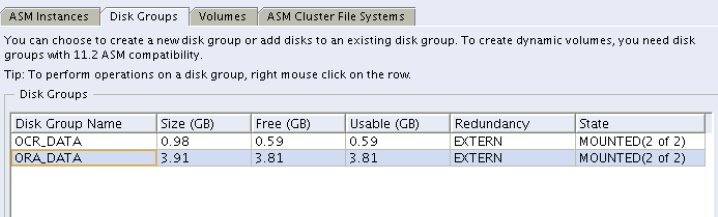 ASM Instances Disk Groups Volumes ASM Cluster File Systems
You can choose to create a new disk group or add disks to an existing disk group. To create dynamic volumes, you need disk
groups with 11.2 ASM compatibility.
Tip: To perform operations on a disk group, right mouse click on the row.
Disk Groups
Disk Group Name Size (GB) Free (GB) Usable (GB) Redundancy State
OCR_DATA 0.98 0.59 0.59 EXTERN MOUNTED(2 of 2)
ORA_DATA 3.91 3.81 3.81 EXTERN MOUNTED(2 of 2)